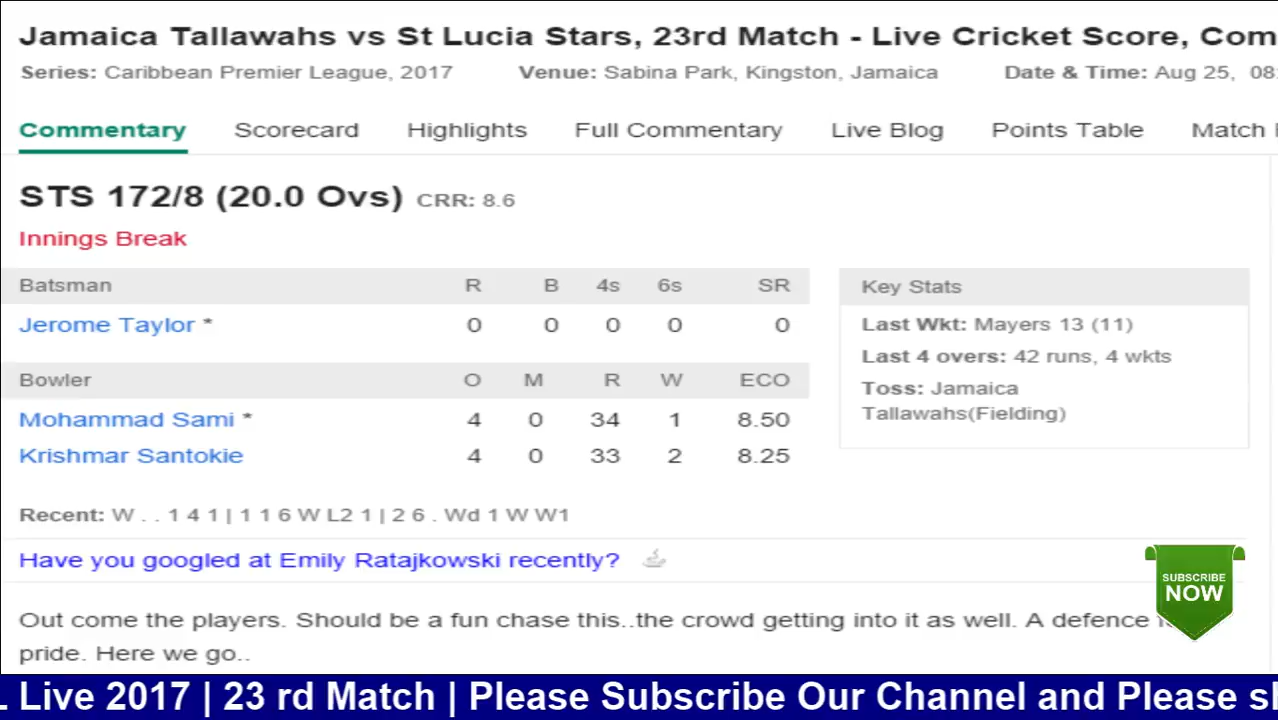 Jamaica Tallawahs vs St Lucia Stars, 23rd Match - Live Cricket Score, Com
Series: Caribbean Premier League, 2017 Venue: Sabina Park, Kingston, Jamaica Date & Time: Aug 25, 08:
Commentary Scorecard Highlights Full Commentary Live Blog Points Table Match
STS 172/8 (20.0 Ovs) CRR: 8.6
Innings Break
Batsman R B 4s 6s SR
Jerome Taylor * 0 0 0 0 0
Bowler O M R W ECO
Mohammad Sami * 4 0 34 1 8.50
Krishmar Santokie 4 0 33 2 8.25
Key Stats
Last Wkt: Mayers 13 (11)
Last 4 overs: 42 runs, 4 wkts
Toss: Jamaica
Tallawahs(Fielding)
Recent: W . . 1 4 1 | 1 1 6 W L2 1 | 2 6 . Wd 1 W W1
Have you googled at Emily Ratajkowski recently?
SUBSCRIBE
NOW
Out come the players. Should be a fun chase this..the crowd getting into it as well. A defence
pride. Here we go..
Live 2017 | 23 rd Match | Please Subscribe Our Channel and Please